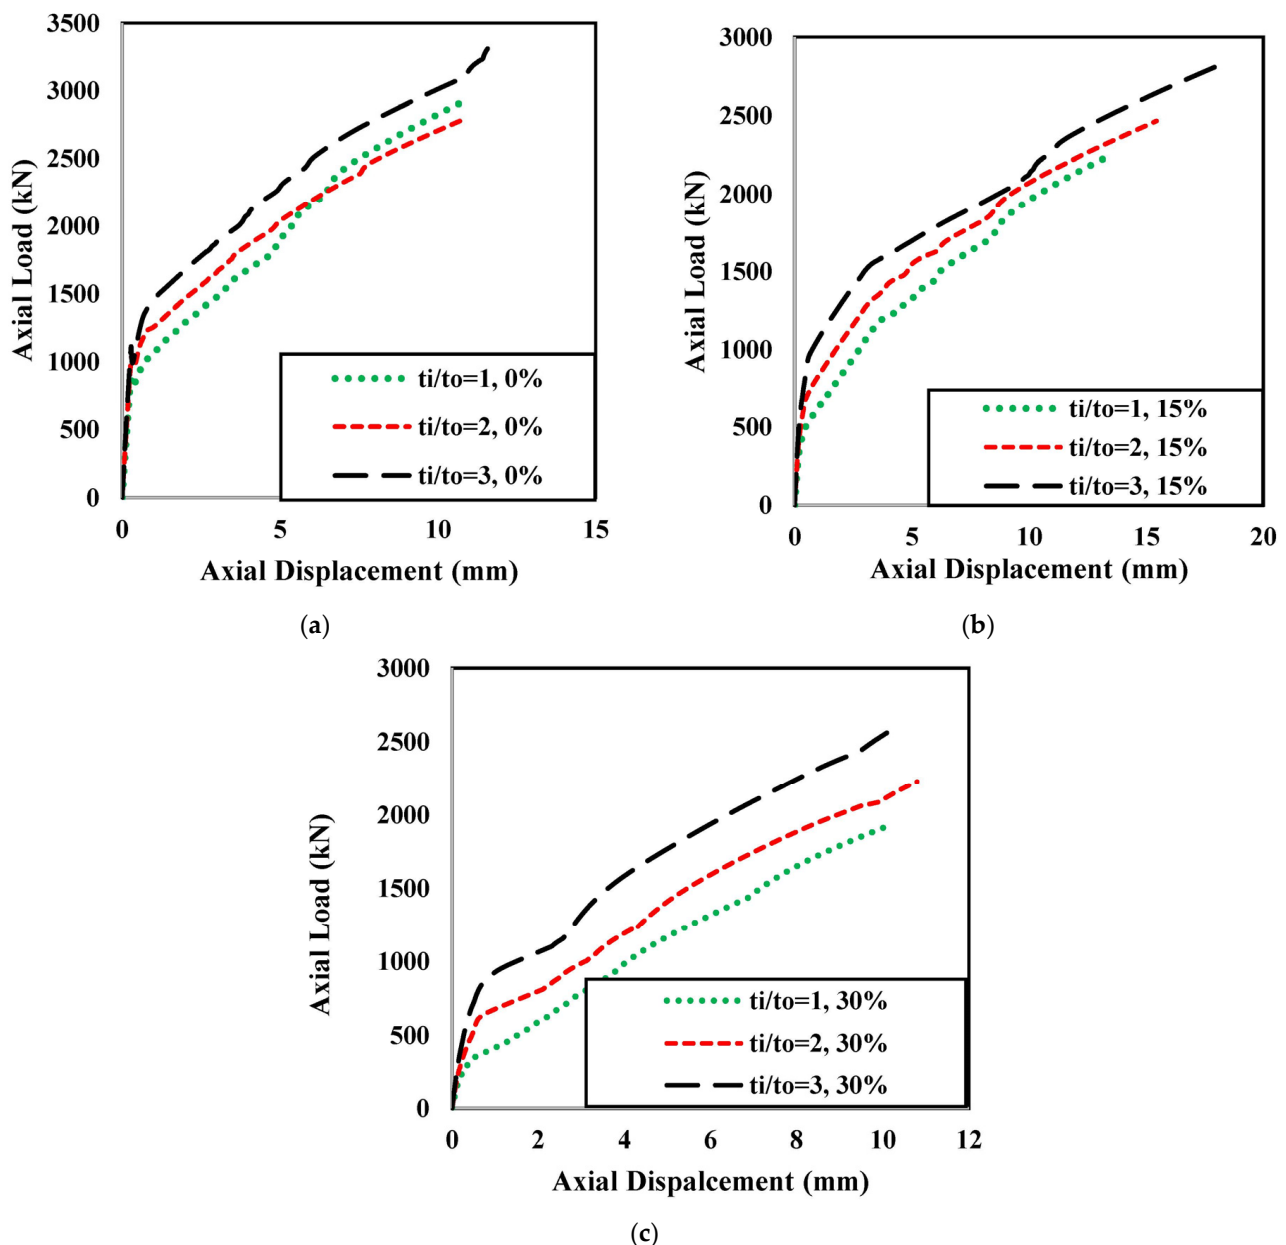 3500
3000
2500
2000
1500
1000
500
0
Axial Load (kN)
ti/to=1, 0%
ti/to=2, 0%
ti/to=3, 0%
0 5 10 15
Axial Displacement (mm)
(a)
3000
2500
2000
1500
1000
500
0
Axial Load (kN)
ti/to=1, 15%
ti/to=2, 15%
ti/to=3, 15%
0 5 10 15 20
Axial Displacement (mm)
(b)
3000
2500
2000
1500
1000
500
0
Axial Load (kN)
ti/to=1, 30%
ti/to=2, 30%
ti/to=3, 30%
0 2 4 6 8 10 12
Axial Dispalcement (mm)
(c)